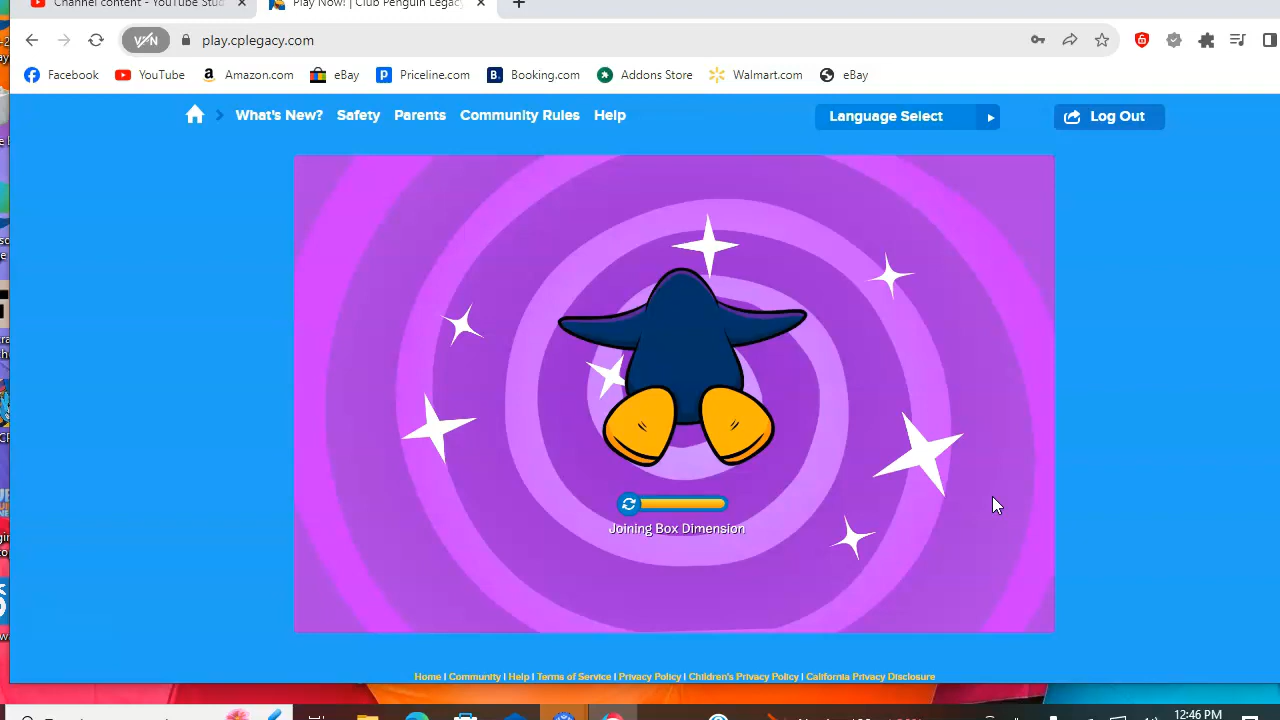 Channel content - YouTube Stud
Play Now! | Club Penguin Legacy
VPN
play.cplegacy.com
Facebook
YouTube
Amazon.com
eBay
Priceline.com
B. Booking.com
Addons Store
Walmart.com
eBay
What's New?
Safety
Parents
Community Rules
Help
Language Select
Log Out
Joining Box Dimension
Home | Community | Help | Terms of Service | Privacy Policy | Children's Privacy Policy | California Privacy Disclosure
12:46 PM